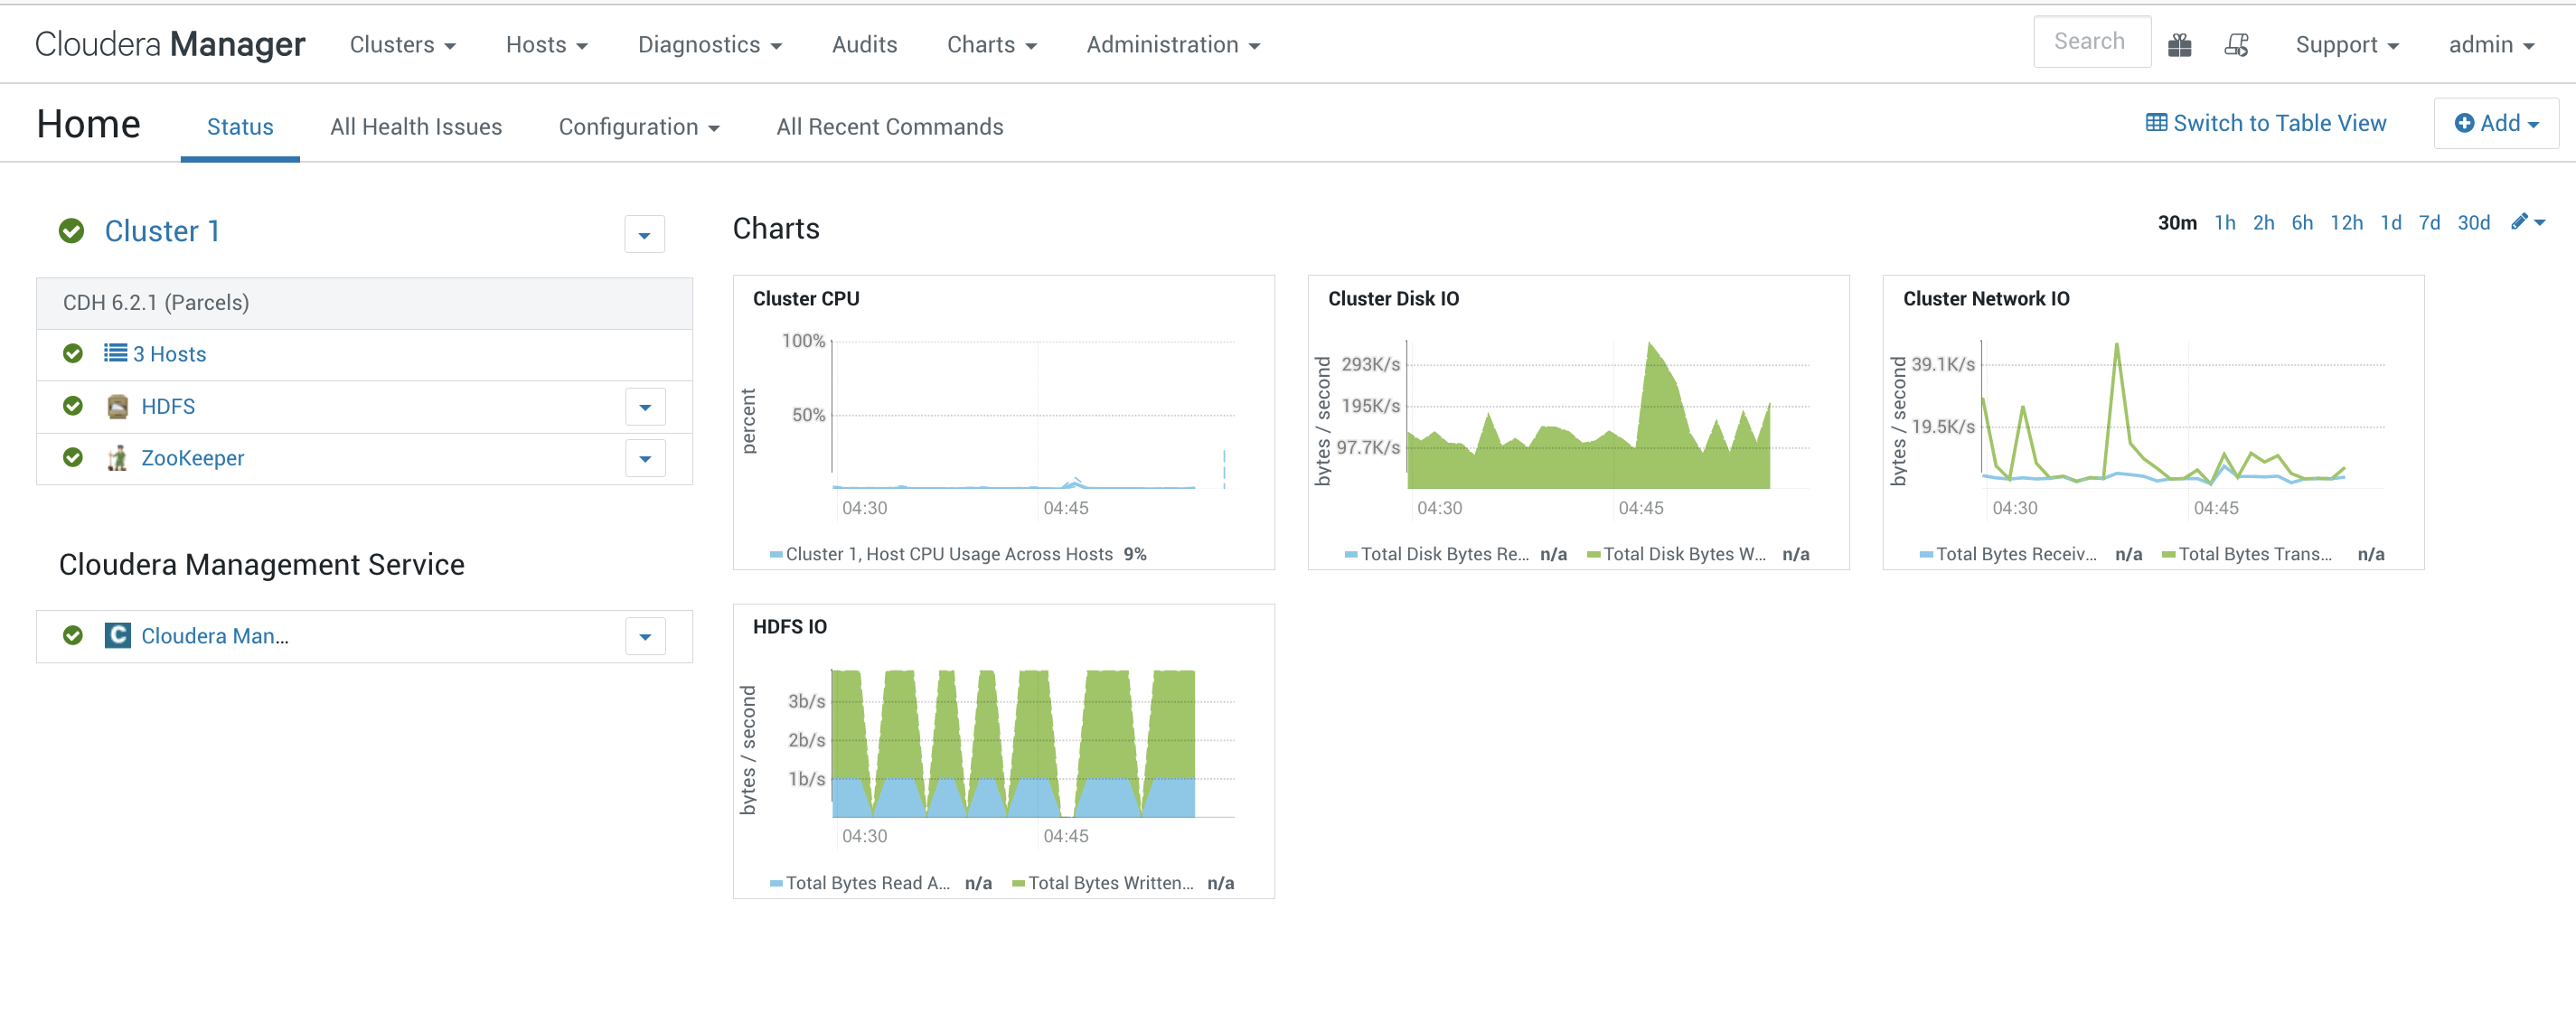 Cloudera Manager Clusters Hosts Diagnostics Audits Charts Administration Search Support admin
Home Status All Health Issues Configuration All Recent Commands Switch to Table View Add
Cluster 1
CDH 6.2.1 (Parcels)
3 Hosts
HDFS
ZooKeeper
Cloudera Management Service
C Cloudera Man...
Charts
30m 1h 2h 6h 12h 1d 7d 30d
Cluster CPU
percent
100%
50%
04:30 04:45
Cluster 1, Host CPU Usage Across Hosts 9%
Cluster Disk IO
bytes / second
293K/s
195K/s
97.7K/s
04:30 04:45
Total Disk Bytes Re... n/a Total Disk Bytes W... n/a
Cluster Network IO
bytes / second
39.1K/s
19.5K/s
04:30 04:45
Total Bytes Receiv... n/a Total Bytes Trans... n/a
HDFS IO
bytes / second
3b/s
2b/s
1b/s
04:30 04:45
Total Bytes Read A... n/a Total Bytes Written... n/a